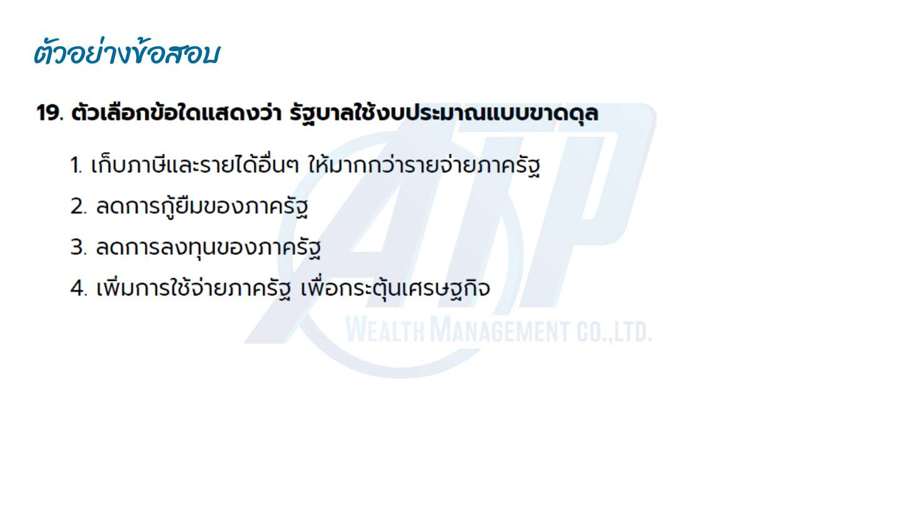 ตัวอย่างข้อสอบ
19. ตัวเลือกข้อใดแสดงว่า รัฐบาลใช้งบประมาณแบบขาดดุล
1. เก็บภาษีและรายได้อื่นๆ ให้มากกว่ารายจ่ายภาครัฐ
2. ลดการกู้ยืมของภาครัฐ
3. ลดการลงทุนของภาครัฐ
4. เพิ่มการใช้จ่ายภาครัฐ เพื่อกระตุ้นเศรษฐกิจ
ATP
WEALTH MANAGEMENT CO.,LTD.